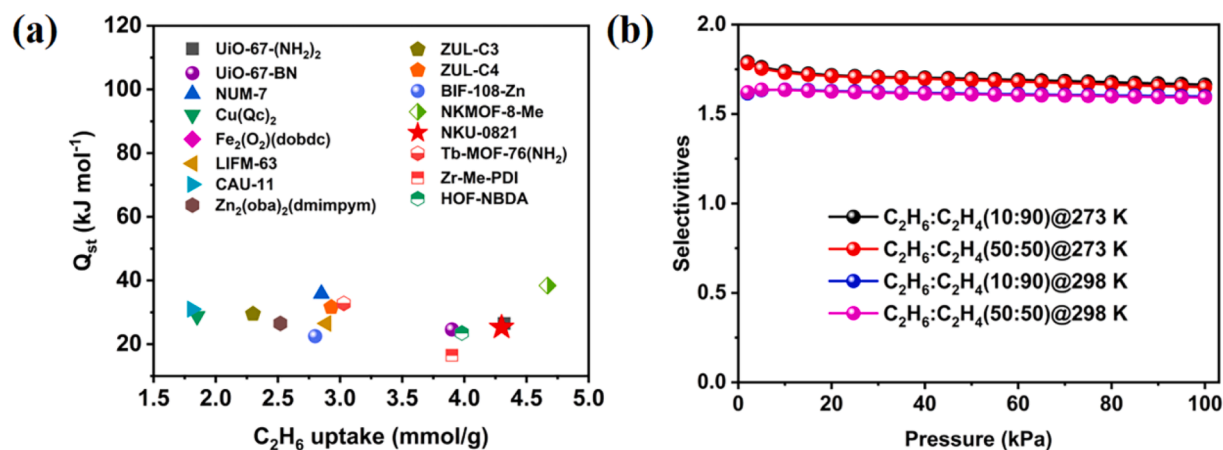 (a)
Qst (kJ mol⁻¹)
120
100
80
60
40
20
UiO-67-(NH₂)₂
UiO-67-BN
NUM-7
Cu(Qc)₂
Fe₂(O₂)(dobdc)
LIFM-63
CAU-11
Zn₂(oba)₂(dmimpym)
ZUL-C3
ZUL-C4
BIF-108-Zn
NKMOF-8-Me
NKU-0821
Tb-MOF-76(NH₂)
Zr-Me-PDI
HOF-NBDA
1.5 2.0 2.5 3.0 3.5 4.0 4.5 5.0
C₂H₆ uptake (mmol/g)
(b)
Selectivitives
2.0
1.5
1.0
0.5
0.0
C₂H₆:C₂H₄(10:90)@273 K
C₂H₆:C₂H₄(50:50)@273 K
C₂H₆:C₂H₄(10:90)@298 K
C₂H₆:C₂H₄(50:50)@298 K
0 20 40 60 80 100
Pressure (kPa)